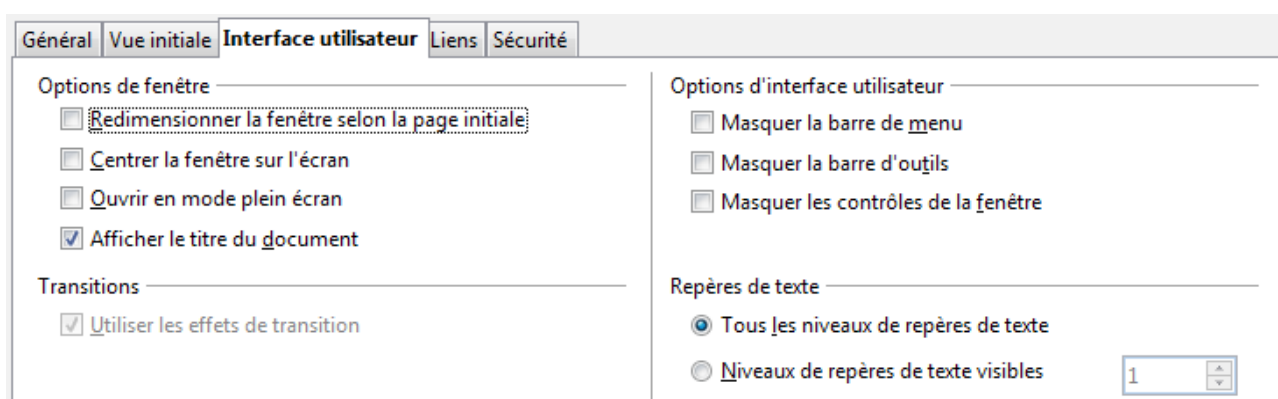 Général Vue initiale Interface utilisateur Liens Sécurité
Options de fenêtre
Redimensionner la fenêtre selon la page initiale
Centrer la fenêtre sur l'écran
Ouvrir en mode plein écran
Afficher le titre du document
Transitions
Utiliser les effets de transition
Options d'interface utilisateur
Masquer la barre de menu
Masquer la barre d'outils
Masquer les contrôles de la fenêtre
Repères de texte
Tous les niveaux de repères de texte
Niveaux de repères de texte visibles 1